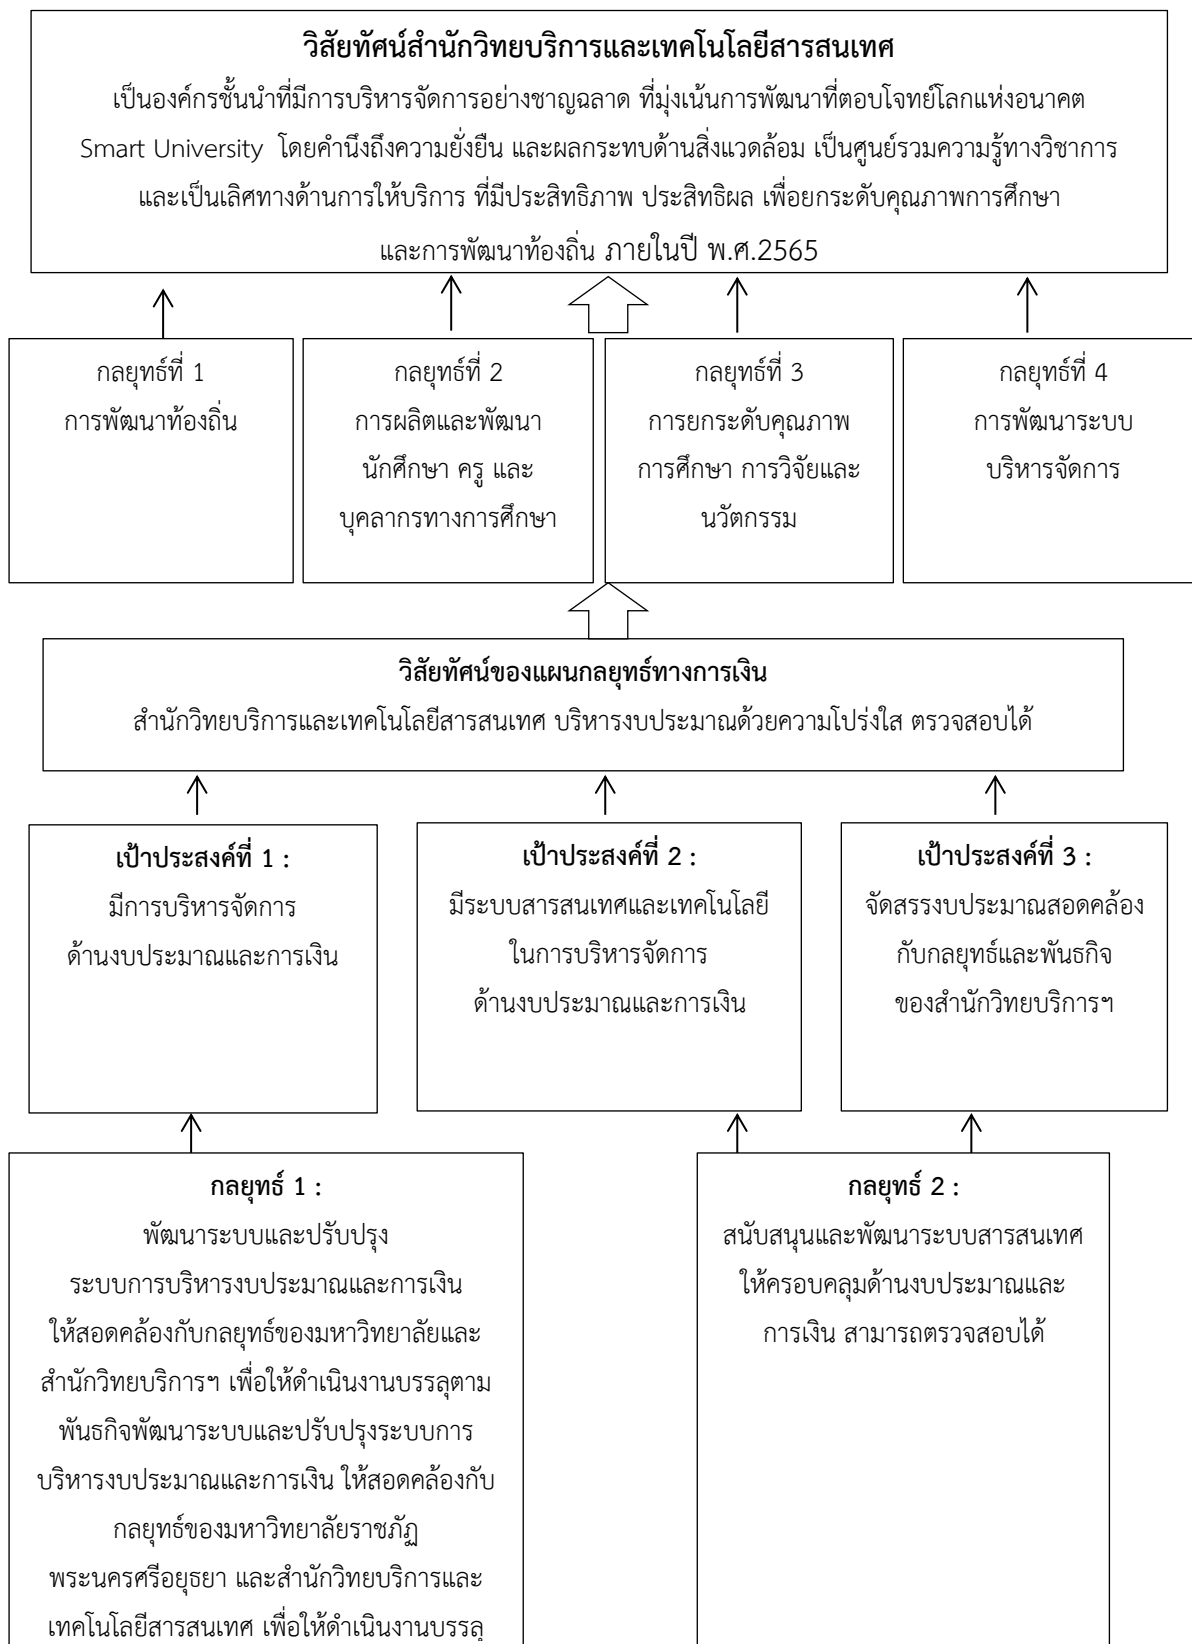 วิสัยทัศน์สำนักวิทยบริการและเทคโนโลยีสารสนเทศ
เป็นองค์กรชั้นนำที่มีการบริหารจัดการอย่างชาญฉลาด ที่มุ่งเน้นการพัฒนาที่ตอบโจทย์โลกแห่งอนาคต
Smart University โดยคำนึงถึงความยั่งยืน และผลกระทบด้านสิ่งแวดล้อม เป็นศูนย์รวมความรู้ทางวิชาการ
และเป็นเลิศทางด้านการให้บริการ ที่มีประสิทธิภาพ ประสิทธิผล เพื่อยกระดับคุณภาพการศึกษา
และการพัฒนาท้องถิ่น ภายในปี พ.ศ.2565
กลยุทธ์ที่ 1
การพัฒนาท้องถิ่น
กลยุทธ์ที่ 2
การผลิตและพัฒนา
นักศึกษา ครู และ
บุคลากรทางการศึกษา
กลยุทธ์ที่ 3
การยกระดับคุณภาพ
การศึกษา การวิจัยและ
นวัตกรรม
กลยุทธ์ที่ 4
การพัฒนาระบบ
บริหารจัดการ
วิสัยทัศน์ของแผนกลยุทธ์ทางการเงิน
สำนักวิทยบริการและเทคโนโลยีสารสนเทศ บริหารงบประมาณด้วยความโปร่งใส ตรวจสอบได้
เป้าประสงค์ที่ 1 :
มีการบริหารจัดการ
ด้านงบประมาณและการเงิน
เป้าประสงค์ที่ 2 :
มีระบบสารสนเทศและเทคโนโลยี
ในการบริหารจัดการ
ด้านงบประมาณและการเงิน
เป้าประสงค์ที่ 3 :
จัดสรรงบประมาณสอดคล้อง
กับกลยุทธ์และพันธกิจ
ของสำนักวิทยบริการฯ
กลยุทธ์ 1 :
พัฒนาระบบและปรับปรุง
ระบบการบริหารงบประมาณและการเงิน
ให้สอดคล้องกับกลยุทธ์ของมหาวิทยาลัยและ
สำนักวิทยบริการฯ เพื่อให้ดำเนินงานบรรลุตาม
พันธกิจพัฒนาระบบและปรับปรุงระบบการ
บริหารงบประมาณและการเงิน ให้สอดคล้องกับ
กลยุทธ์ของมหาวิทยาลัยราชภัฏ
พระนครศรีอยุธยา และสำนักวิทยบริการและ
เทคโนโลยีสารสนเทศ เพื่อให้ดำเนินงานบรรลุ
กลยุทธ์ 2 :
สนับสนุนและพัฒนาระบบสารสนเทศ
ให้ครอบคลุมด้านงบประมาณและ
การเงิน สามารถตรวจสอบได้